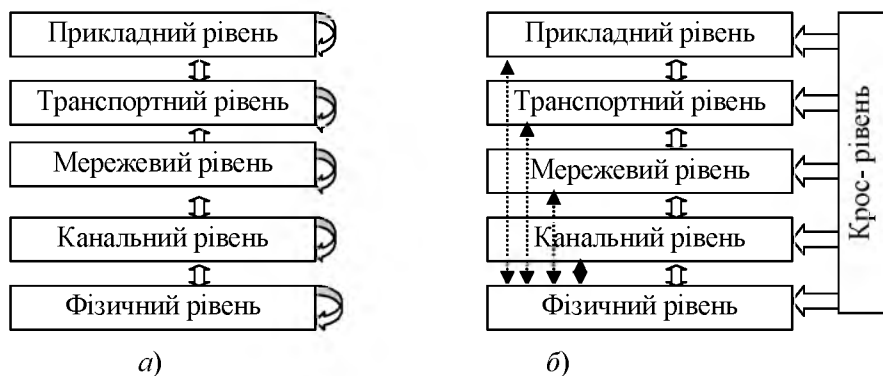 Прикладний рівень
Транспортний рівень
Мережевий рівень
Канальний рівень
Фізичний рівень
а)
Прикладний рівень
Транспортний рівень
Мережевий рівень
Канальний рівень
Фізичний рівень
Крос- рівень
б)